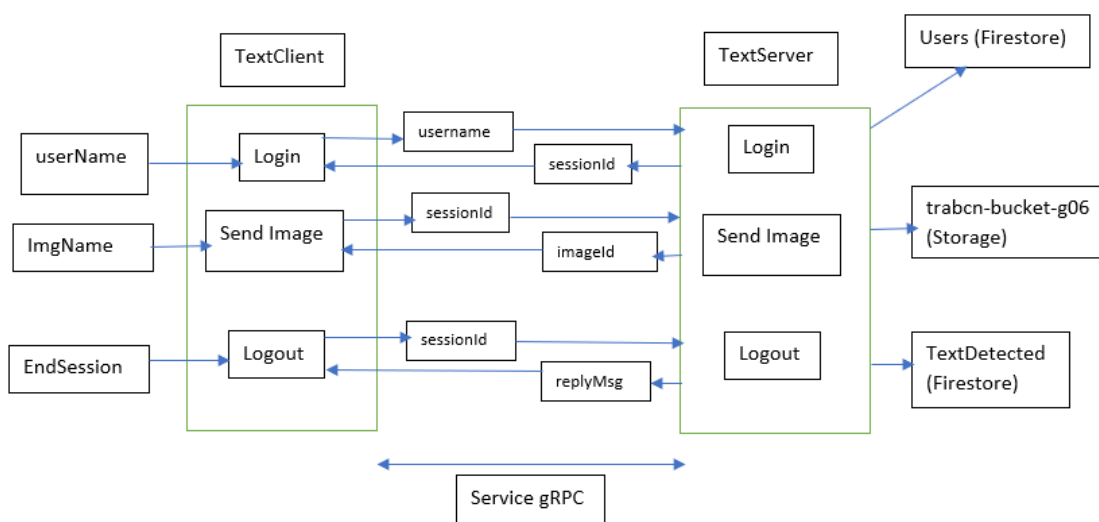 TextClient
TextServer
Users (Firestore)
userName
Login
username
sessionId
Login
ImgName
Send Image
sessionId
imageId
Send Image
trabcn-bucket-g06
(Storage)
EndSession
Logout
sessionId
replyMsg
Logout
TextDetected
(Firestore)
Service gRPC